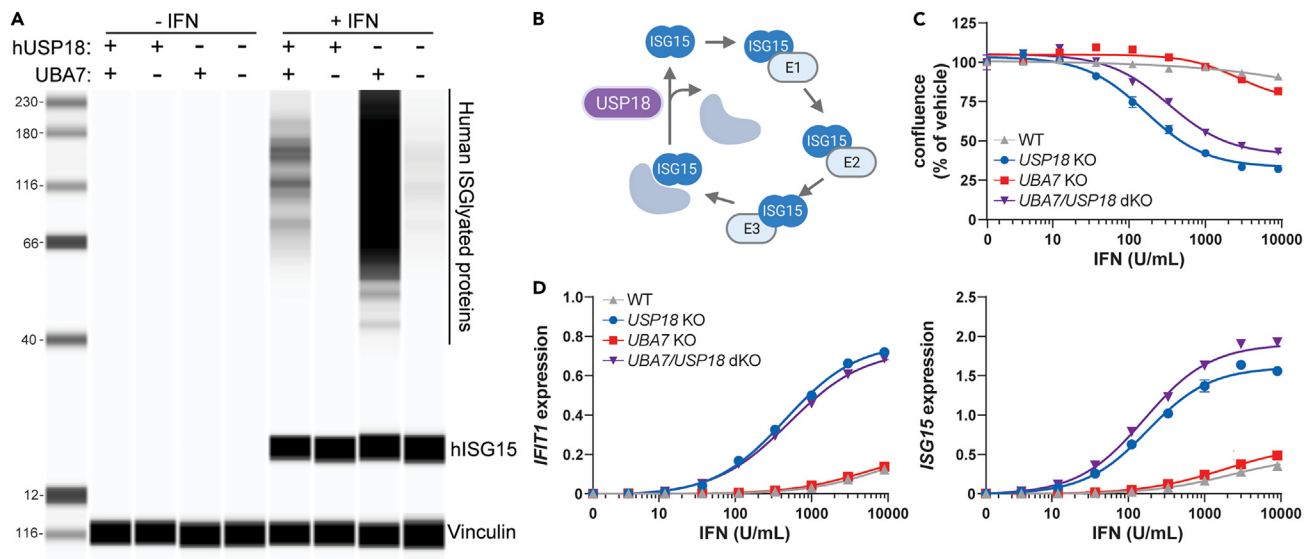 A
- IFN
+ IFN
hUSP18: + + - - + + - -
UBA7: + - + - + - + -
230-
180-
116-
66-
40-
12-
116-
Human ISGlyated proteins
hISG15
Vinculin
B
ISG15
ISG15
E1
USP18
ISG15
E2
ISG15
ISG15
E3
C
125
100
75
50
25
0
confluence
(% of vehicle)
WT
USP18 KO
UBA7 KO
UBA7/USP18 dKO
0 10 100 1000 10000
IFN (U/mL)
D
1.0
0.8
0.6
0.4
0.2
0
IFIT1 expression
WT
USP18 KO
UBA7 KO
UBA7/USP18 dKO
0 10 100 1000 10000
IFN (U/mL)
2.5
2.0
1.5
1.0
0.5
0
ISG15 expression
0 10 100 1000 10000
IFN (U/mL)